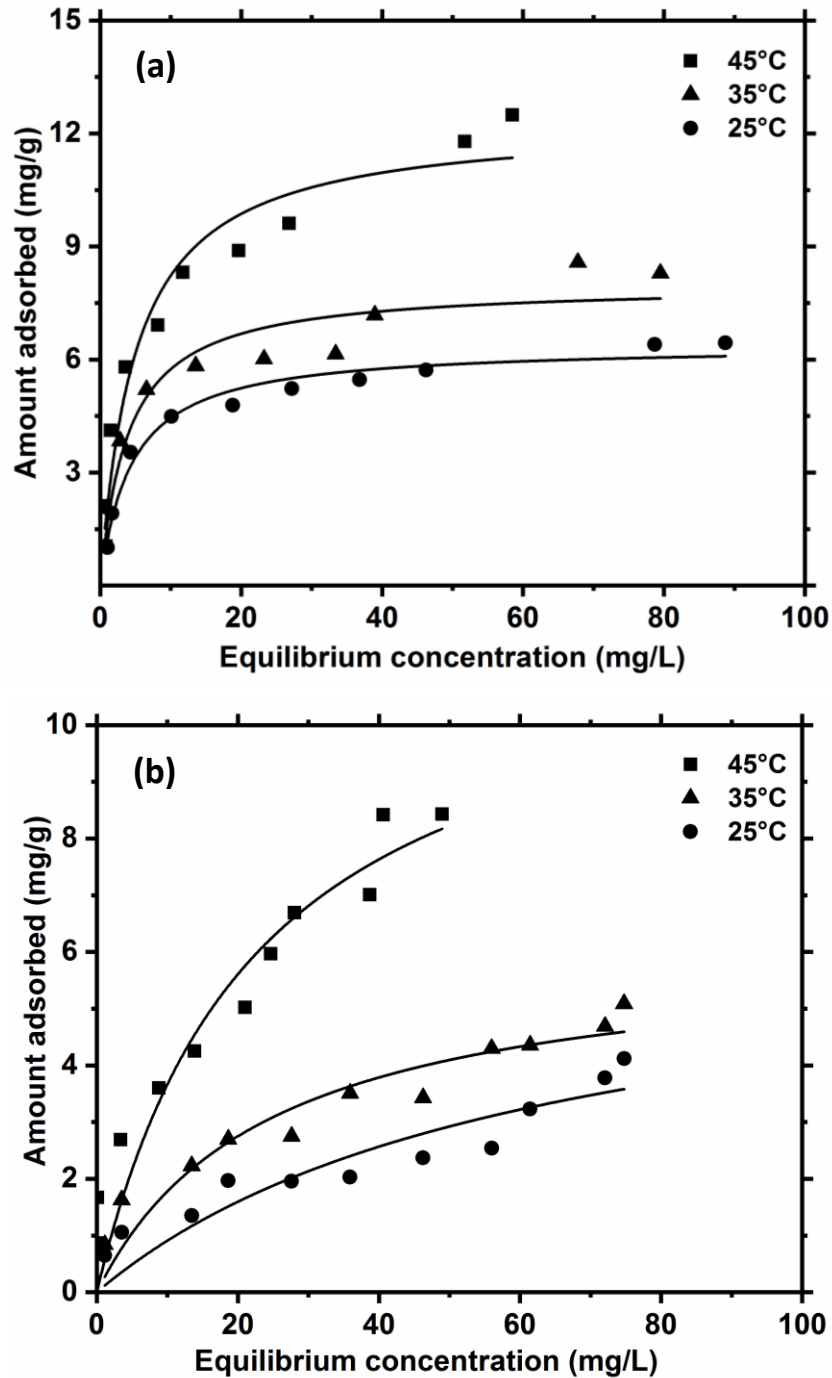 (a)
45°C
35°C
25°C
15
12
9
6
3
0 20 40 60 80 100
Amount adsorbed (mg/g)
Equilibrium concentration (mg/L)
(b)
45°C
35°C
25°C
10
8
6
4
2
0
0 20 40 60 80 100
Amount adsorbed (mg/g)
Equilibrium concentration (mg/L)